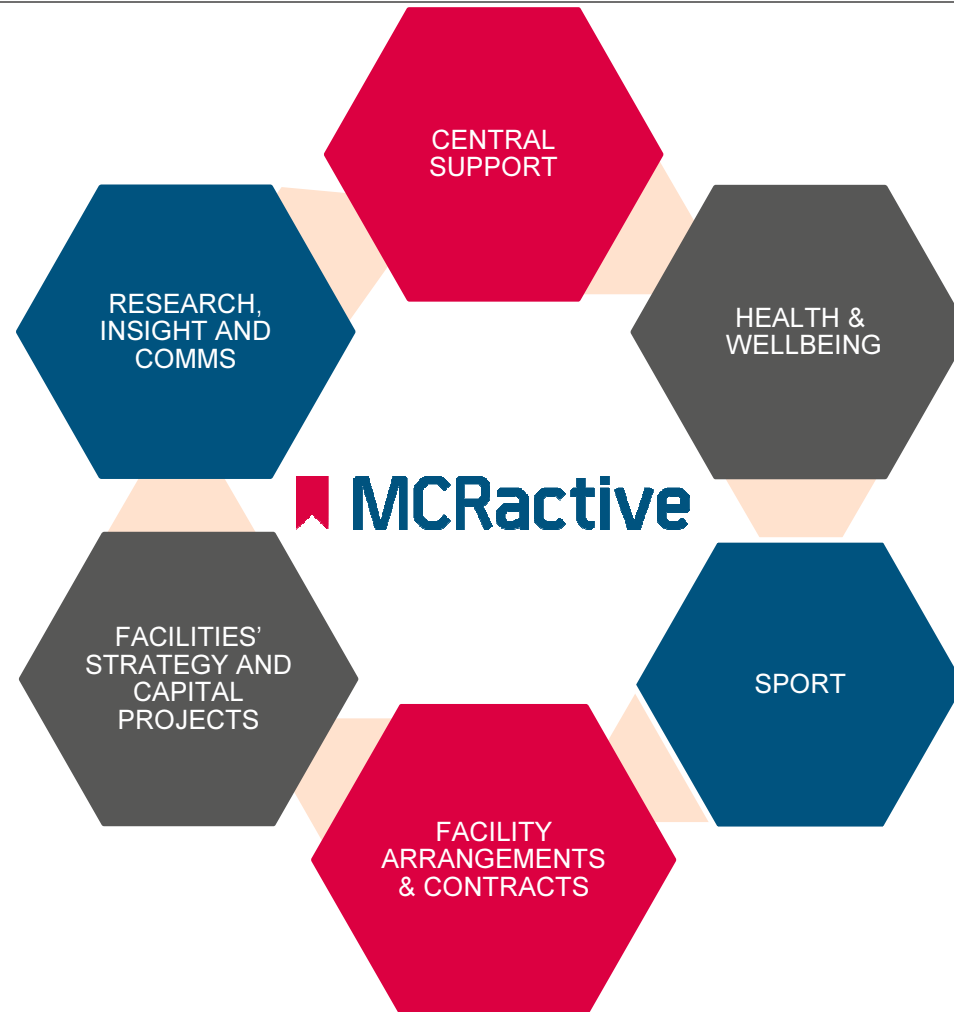 CENTRAL
SUPPORT
HEALTH &
WELLBEING
SPORT
FACILITY
ARRANGEMENTS
& CONTRACTS
FACILITIES’
STRATEGY AND
CAPITAL
PROJECTS
RESEARCH,
INSIGHT AND
COMMS
MCRactive